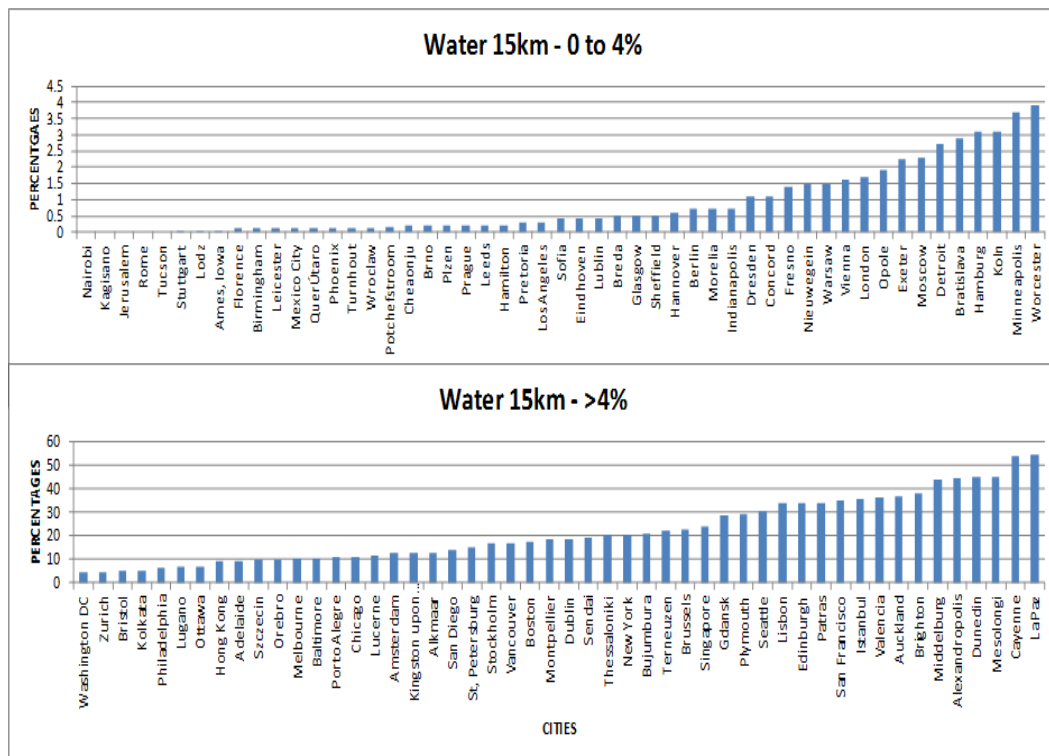 Water 15km - 0 to 4%
PERCENTGAES
4.5
4
3.5
3
2.5
2
1.5
1
0.5
0
Nairobi
Kagisano
Jerusalem
Rome
Tucson
Stuttgart
Lodz
Ames, Iowa
Florence
Birmingham
Leicester
Mexico City
QuerÚtaro
Phoenix
Turnhout
Wroclaw
Potchefstroom
Cheaonju
Brno
Plzen
Prague
Leeds
Hamilton
Pretoria
Los Angeles
Sofia
Eindhoven
Lublin
Breda
Glasgow
Sheffield
Hannover
Berlin
Morelia
Indianapolis
Dresden
Concord
Fresno
Nieuwegein
Warsaw
Vienna
London
Opole
Exeter
Moscow
Detroit
Bratislava
Hamburg
Koln
Minneapolis
Worcester
Water 15km - >4%
PERCENTAGES
60
50
40
30
20
10
0
Washington DC
Zurich
Bristol
Kolkata
Philadelphia
Lugano
Ottawa
Hong Kong
Adelaide
Szczecin
Orebro
Melbourne
Baltimore
Porto Alegre
Chicago
Lucerne
Amsterdam
Kingston upon ...
Alkmaar
San Diego
St, Petersburg
Stockholm
Vancouver
Boston
Montpellier
Dublin
Sendai
Thessaloniki
New York
Bujumbura
Terneuzen
Brussels
Singapore
Gdansk
Plymouth
Seattle
Lisbon
Edinburgh
Patras
San Francisco
Istanbul
Valencia
Auckland
Brighton
Middelburg
Alexandropolis
Dunedin
Mesolongi
Cayenne
La Paz
CITIES